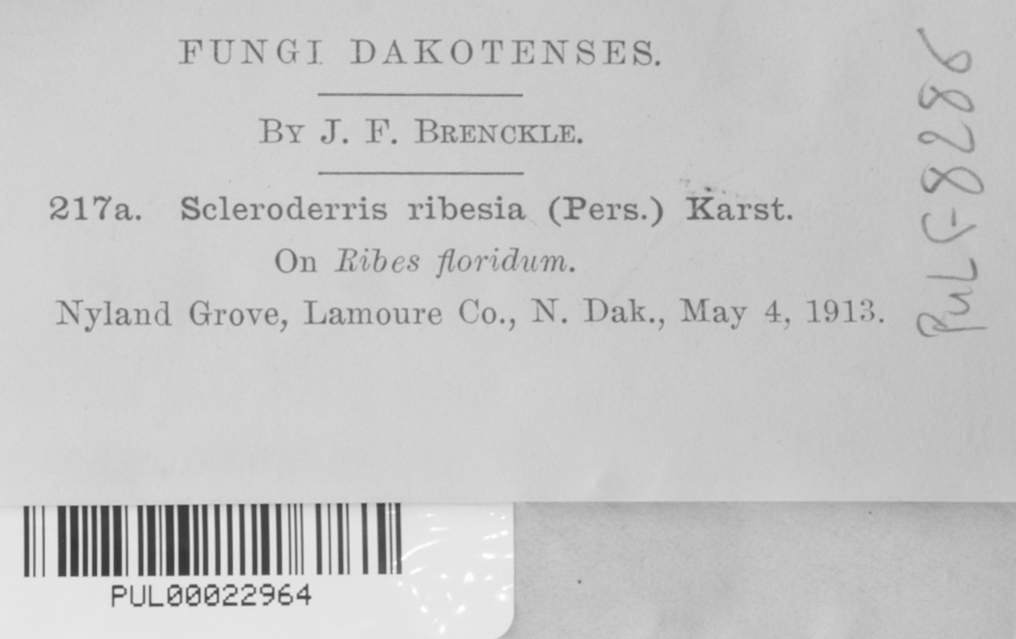 FUNGI DAKOTENSES.
BY J. F. BRENCKLE.
217a. Scleroderris ribesia (Pers.) Karst.
On Ribes floridum.
Nyland Grove, Lamoure Co., N. Dak., May 4, 1913.
PUL F-8286
PUL00022964